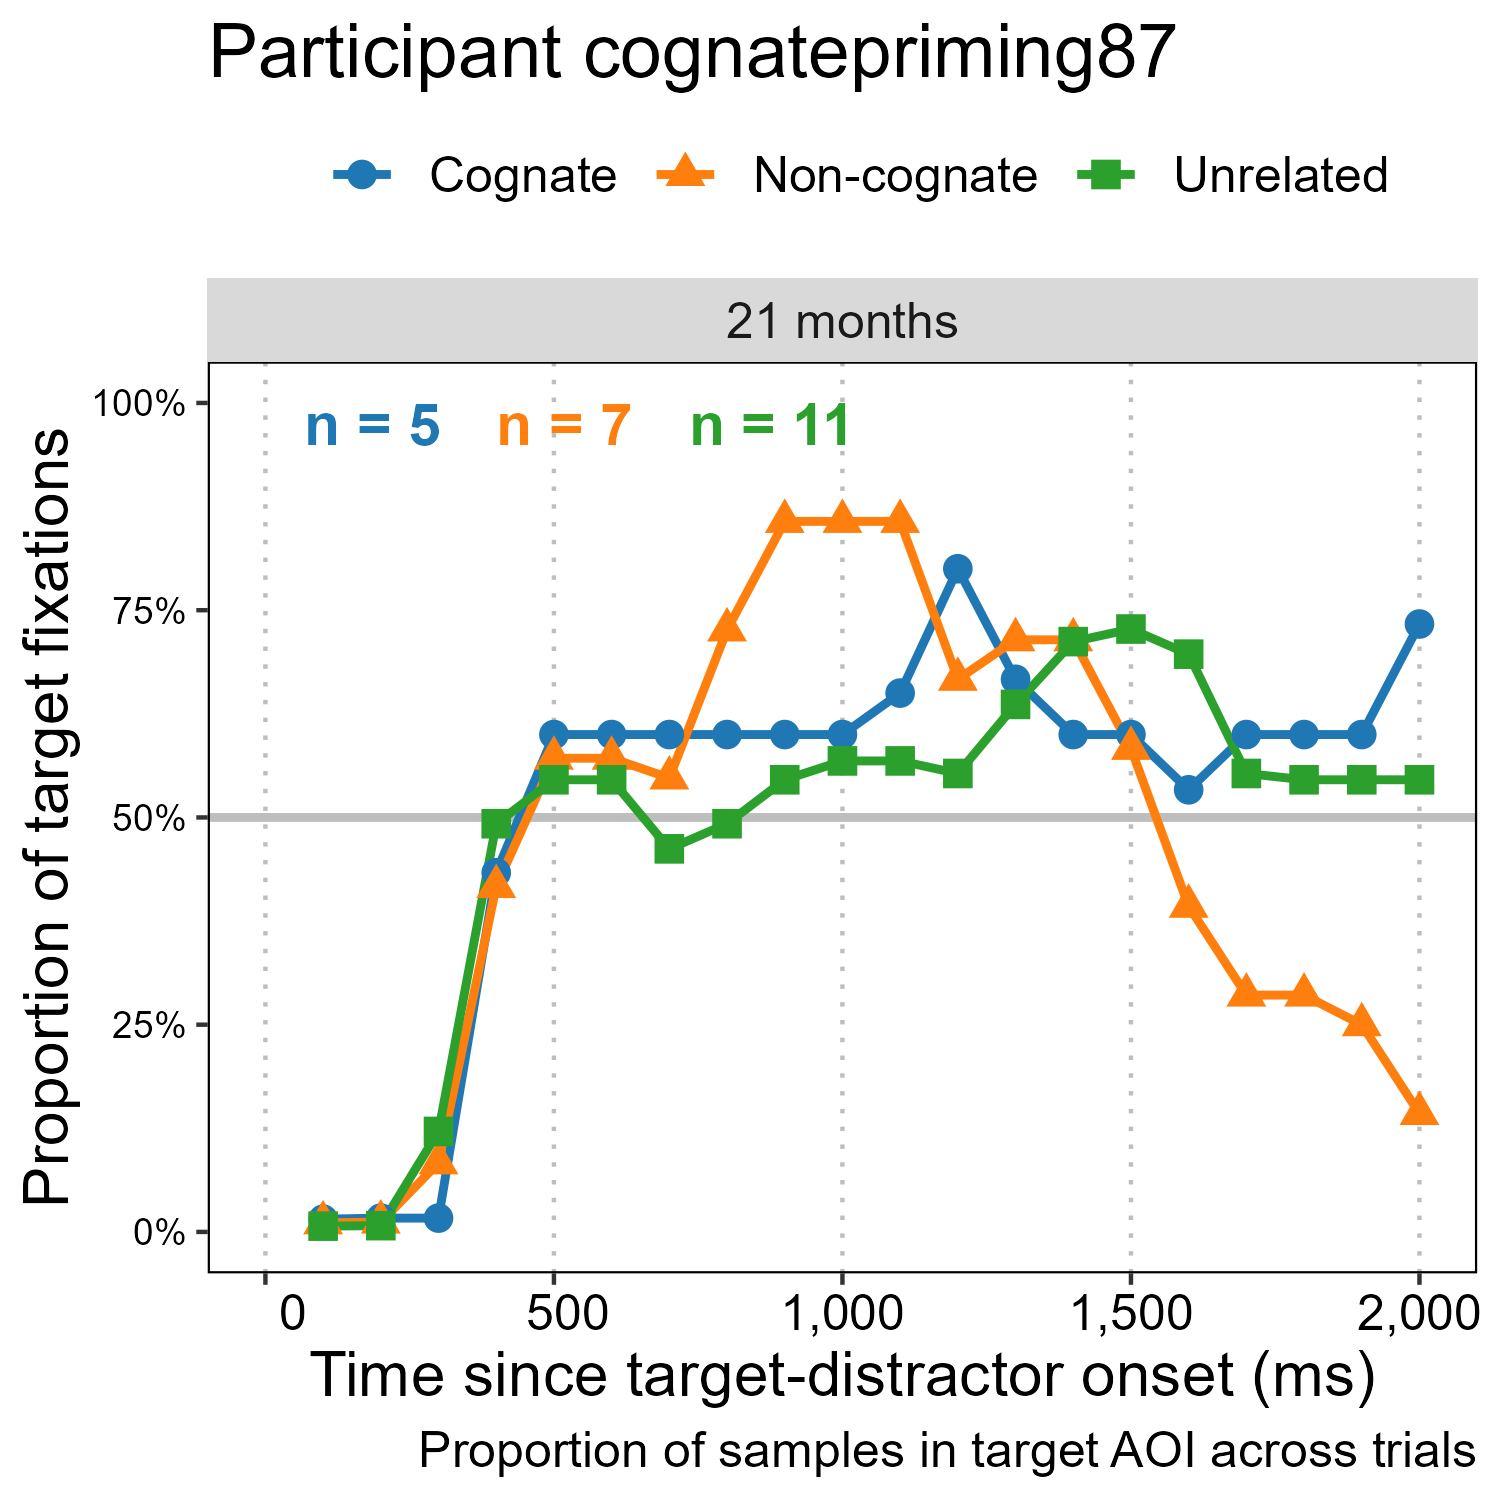 Participant cognatepriming87
Cognate Non-cognate Unrelated
21 months
n = 5 n = 7 n = 11
100%
75%
50%
25%
0%
Proportion of target fixations
0 500 1,000 1,500 2,000
Time since target-distractor onset (ms)
Proportion of samples in target AOI across trials